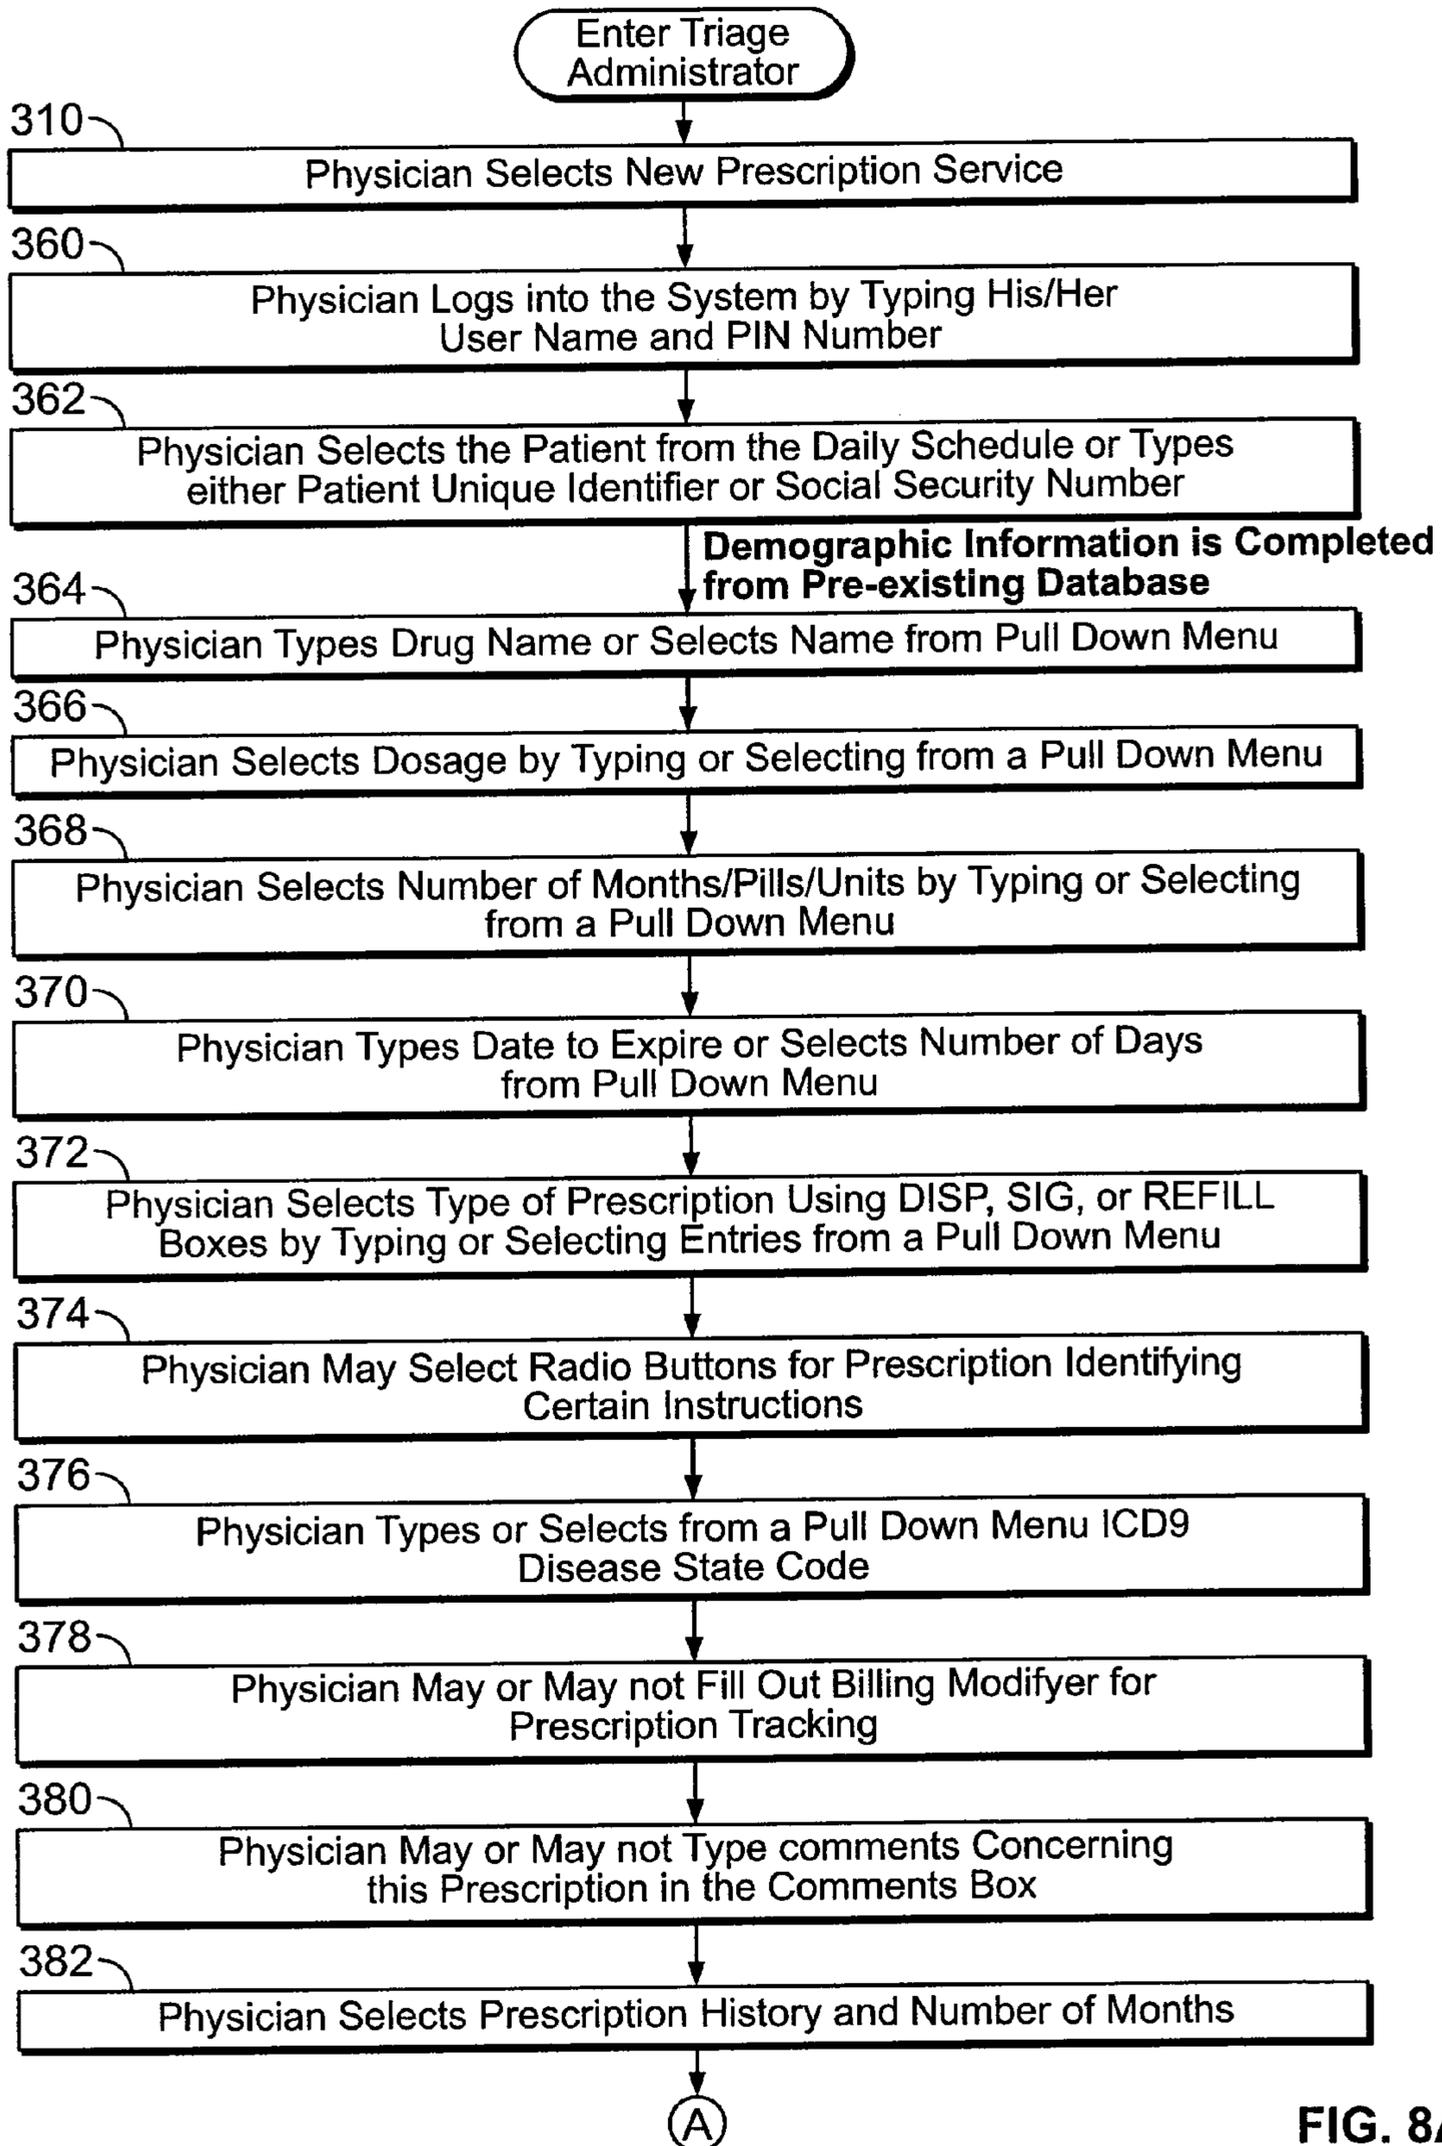 Enter Triage
Administrator
310
Physician Selects New Prescription Service
360
Physician Logs into the System by Typing His/Her
User Name and PIN Number
362
Physician Selects the Patient from the Daily Schedule or Types
either Patient Unique Identifier or Social Security Number
Demographic Information is Completed
from Pre-existing Database
364
Physician Types Drug Name or Selects Name from Pull Down Menu
366
Physician Selects Dosage by Typing or Selecting from a Pull Down Menu
368
Physician Selects Number of Months/Pills/Units by Typing or Selecting
from a Pull Down Menu
370
Physician Types Date to Expire or Selects Number of Days
from Pull Down Menu
372
Physician Selects Type of Prescription Using DISP, SIG, or REFILL
Boxes by Typing or Selecting Entries from a Pull Down Menu
374
Physician May Select Radio Buttons for Prescription Identifying
Certain Instructions
376
Physician Types or Selects from a Pull Down Menu ICD9
Disease State Code
378
Physician May or May not Fill Out Billing Modifyer for
Prescription Tracking
380
Physician May or May not Type comments Concerning
this Prescription in the Comments Box
382
Physician Selects Prescription History and Number of Months
A
FIG. 8A